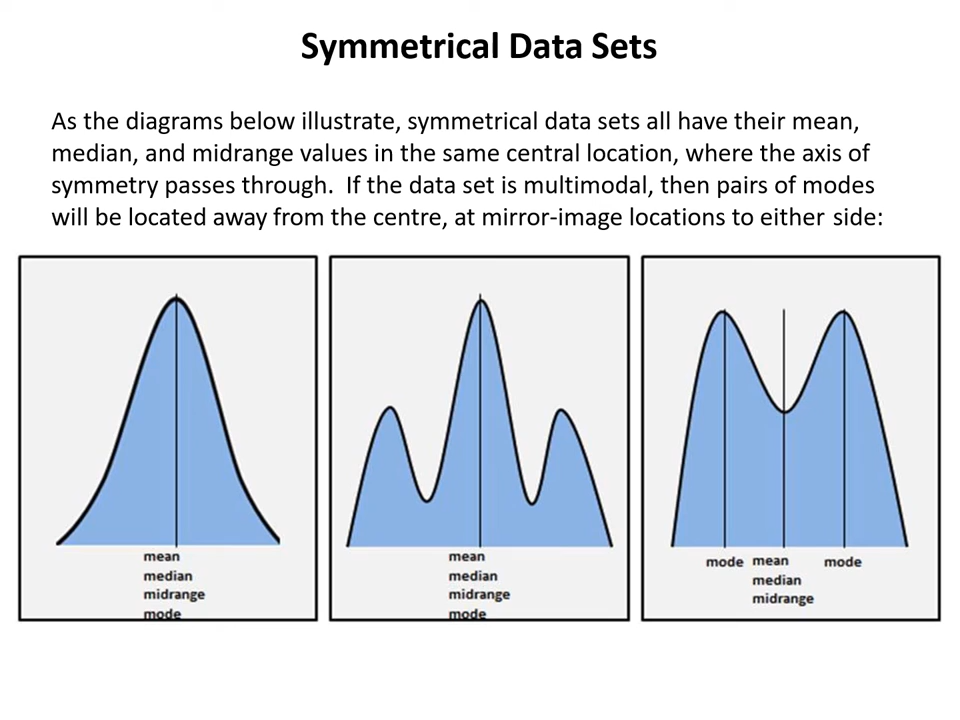 Symmetrical Data Sets
As the diagrams below illustrate, symmetrical data sets all have their mean,
median, and midrange values in the same central location, where the axis of
symmetry passes through.  If the data set is multimodal, then pairs of modes
will be located away from the centre, at mirror-image locations to either side:
mean
median
midrange
mode
mean
median
midrange
mode
mode mean mode
median
midrange